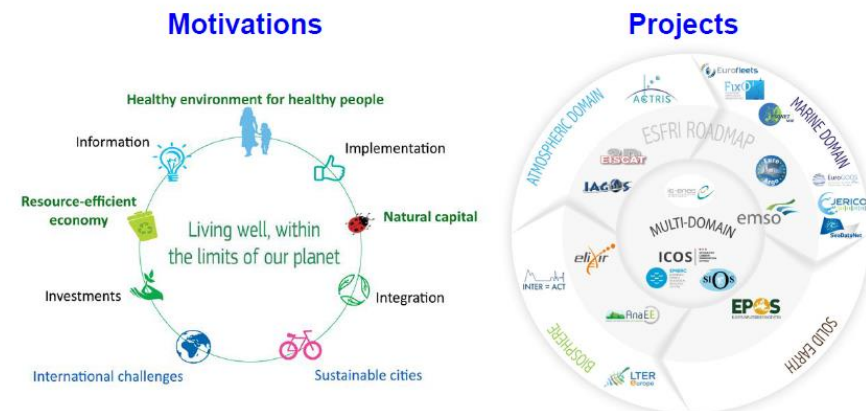 Motivations
Healthy environment for healthy people
Information
Implementation
Resource-efficient
economy
Natural capital
Living well, within
the limits of our planet
Investments
Integration
International challenges
Sustainable cities
Projects
ATMOSPHERIC DOMAIN
ACTRIS
Eurofleets
FixO3
MARINE DOMAIN
ESFRI ROADMAP
EISCAT
IAGOS
EuroGOOS
JERICO
SeaDataNet
emso
MULTI-DOMAIN
ICOS
elixir
SIOS
INTER = ACT
EPOS
AnaEE
BIOSPHERE
SOLID EARTH
LTER
europe